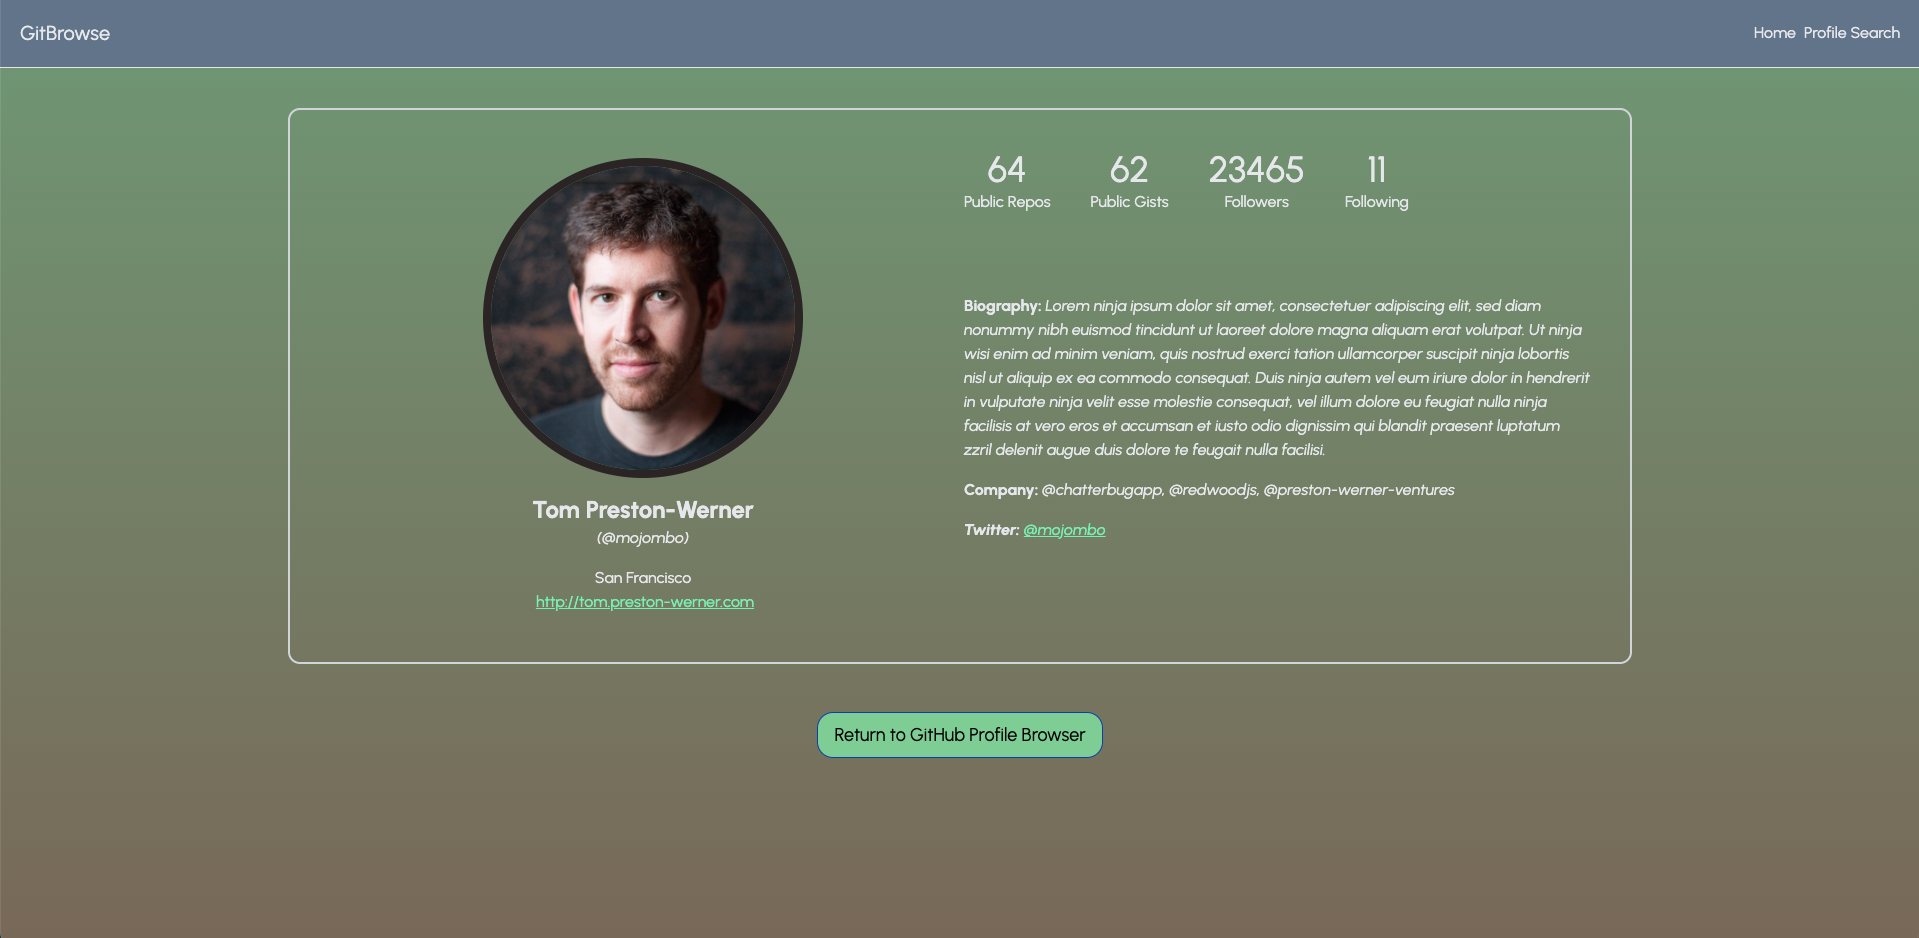 GitBrowse
Home Profile Search
64
Public Repos
62
Public Gists
23465
Followers
11
Following
Biography: Lorem ninja ipsum dolor sit amet, consectetuer adipiscing elit, sed diam
nonummy nibh euismod tincidunt ut laoreet dolore magna aliquam erat volutpat. Ut ninja
wisi enim ad minim veniam, quis nostrud exerci tation ullamcorper suscipit ninja lobortis
nisl ut aliquip ex ea commodo consequat. Duis ninja autem vel eum iriure dolor in hendrerit
in vulputate ninja velit esse molestie consequat, vel illum dolore eu feugiat nulla ninja
facilisis at vero eros et accumsan et iusto odio dignissim qui blandit praesent luptatum
zzril delenit augue duis dolore te feugait nulla facilisi.
Company: @chatterbugapp, @redwoodjs, @preston-werner-ventures
Twitter: @mojombo
Tom Preston-Werner
(@mojombo)
San Francisco
http://tom.preston-werner.com
Return to GitHub Profile Browser